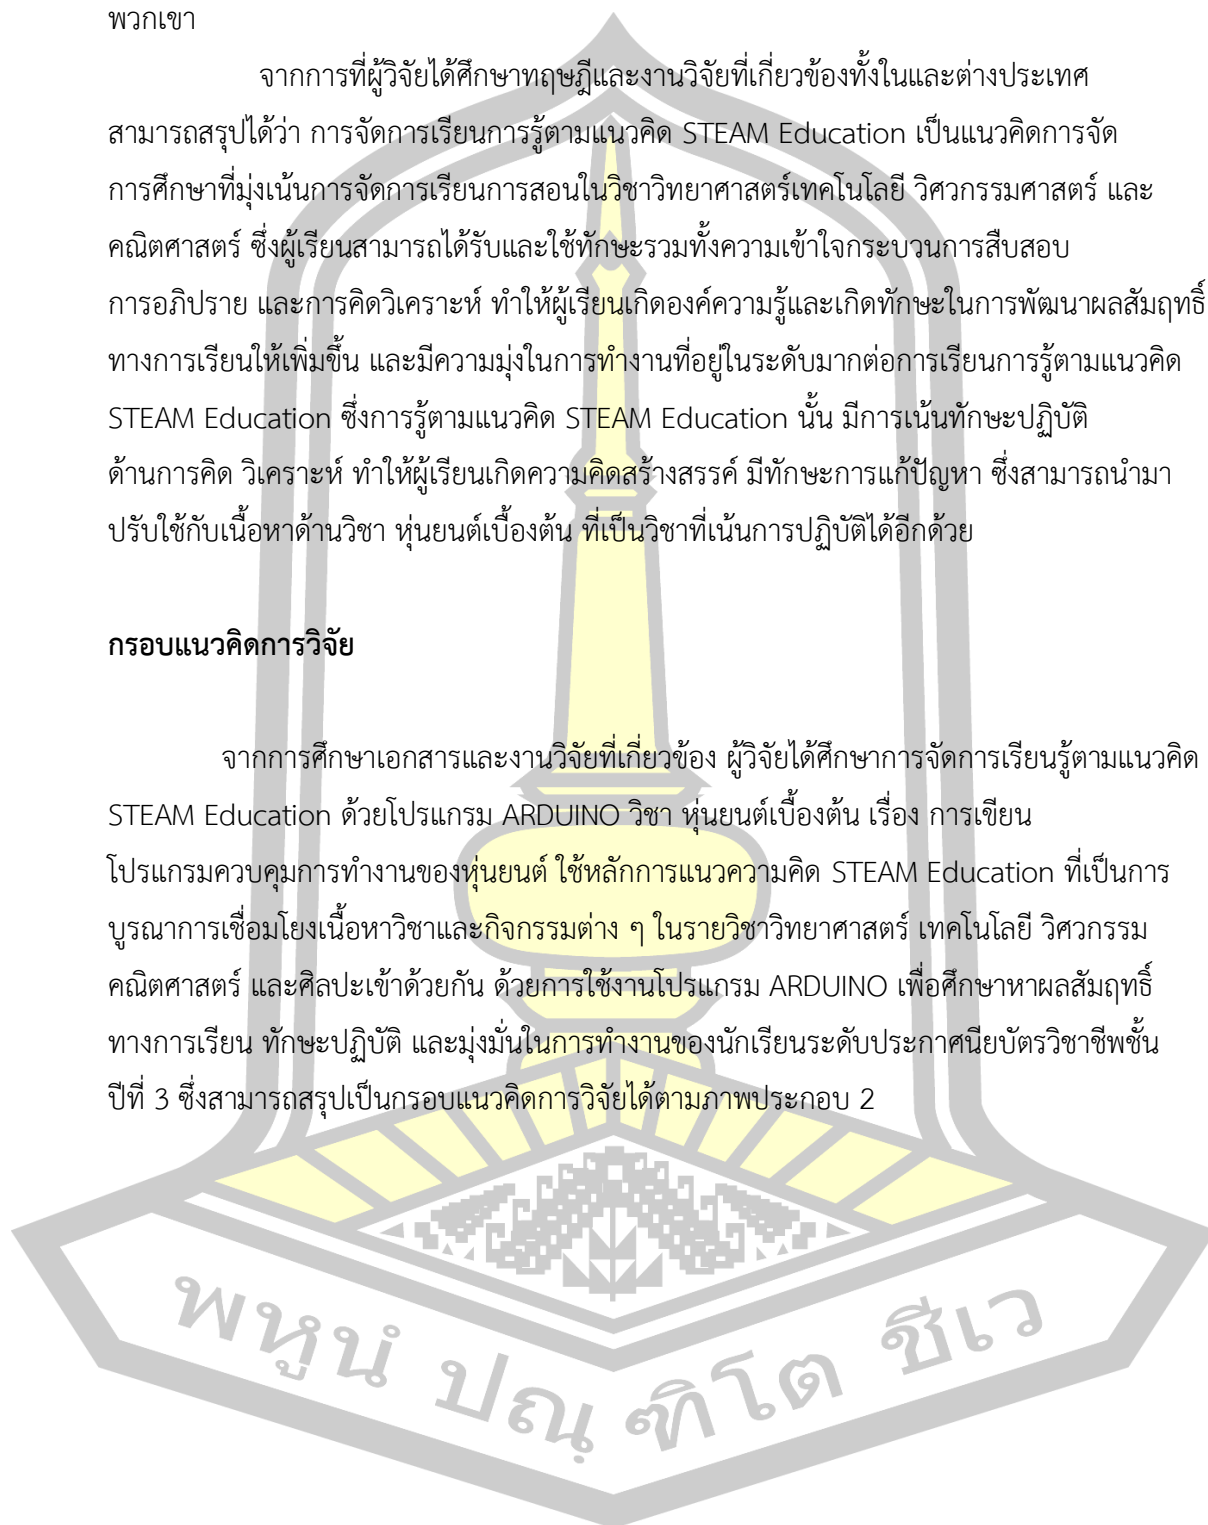 พวกเขา
จากการที่ผู้วิจัยได้ศึกษาทฤษฎีและงานวิจัยที่เกี่ยวข้องทั้งในและต่างประเทศ
สามารถสรุปได้ว่า การจัดการเรียนการรู้ตามแนวคิด STEAM Education เป็นแนวคิดการจัด
การศึกษาที่มุ่งเน้นการจัดการเรียนการสอนในวิชาวิทยาศาสตร์เทคโนโลยี วิศวกรรมศาสตร์ และ
คณิตศาสตร์ ซึ่งผู้เรียนสามารถได้รับและใช้ทักษะรวมทั้งความเข้าใจกระบวนการสืบสอบ
การอภิปราย และการคิดวิเคราะห์ ทำให้ผู้เรียนเกิดองค์ความรู้และเกิดทักษะในการพัฒนาผลสัมฤทธิ์
ทางการเรียนให้เพิ่มขึ้น และมีความมุ่งในการทำงานที่อยู่ในระดับมากต่อการเรียนการรู้ตามแนวคิด
STEAM Education ซึ่งการรู้ตามแนวคิด STEAM Education นั้น มีการเน้นทักษะปฏิบัติ
ด้านการคิด วิเคราะห์ ทำให้ผู้เรียนเกิดความคิดสร้างสรรค์ มีทักษะการแก้ปัญหา ซึ่งสามารถนำมา
ปรับใช้กับเนื้อหาด้านวิชา หุ่นยนต์เบื้องต้น ที่เป็นวิชาที่เน้นการปฏิบัติได้อีกด้วย
กรอบแนวคิดการวิจัย
จากการศึกษาเอกสารและงานวิจัยที่เกี่ยวข้อง ผู้วิจัยได้ศึกษาการจัดการเรียนรู้ตามแนวคิด
STEAM Education ด้วยโปรแกรม ARDUINO วิชา หุ่นยนต์เบื้องต้น เรื่อง การเขียน
โปรแกรมควบคุมการทำงานของหุ่นยนต์ ใช้หลักการแนวความคิด STEAM Education ที่เป็นการ
บูรณาการเชื่อมโยงเนื้อหาวิชาและกิจกรรมต่าง ๆ ในรายวิชาวิทยาศาสตร์ เทคโนโลยี วิศวกรรม
คณิตศาสตร์ และศิลปะเข้าด้วยกัน ด้วยการใช้งานโปรแกรม ARDUINO เพื่อศึกษาหาผลสัมฤทธิ์
ทางการเรียน ทักษะปฏิบัติ และมุ่งมั่นในการทำงานของนักเรียนระดับประกาศนียบัตรวิชาชีพชั้น
ปีที่ 3 ซึ่งสามารถสรุปเป็นกรอบแนวคิดการวิจัยได้ตามภาพประกอบ 2
พหูนํ ปณฺฑิโต ชีเว